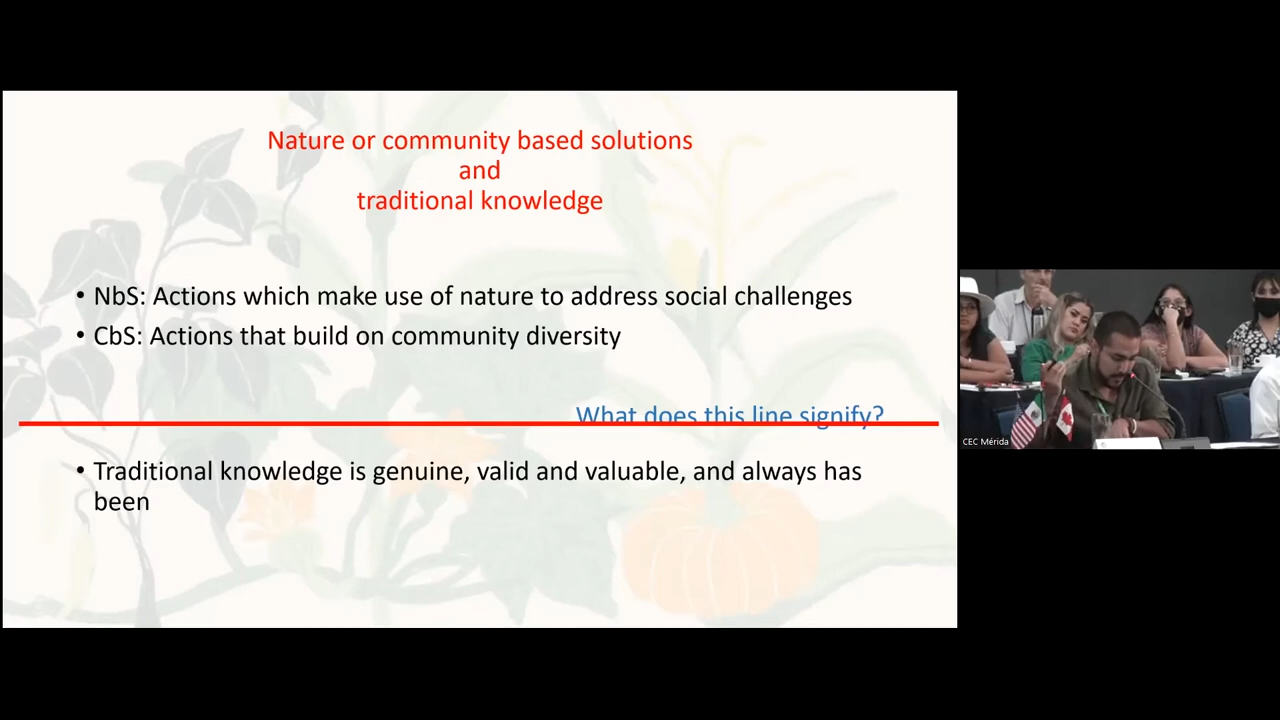 Nature or community based solutions
and
traditional knowledge
• NbS: Actions which make use of nature to address social challenges
• CbS: Actions that build on community diversity
What does this line signify?
• Traditional knowledge is genuine, valid and valuable, and always has
been
CEC Mérida